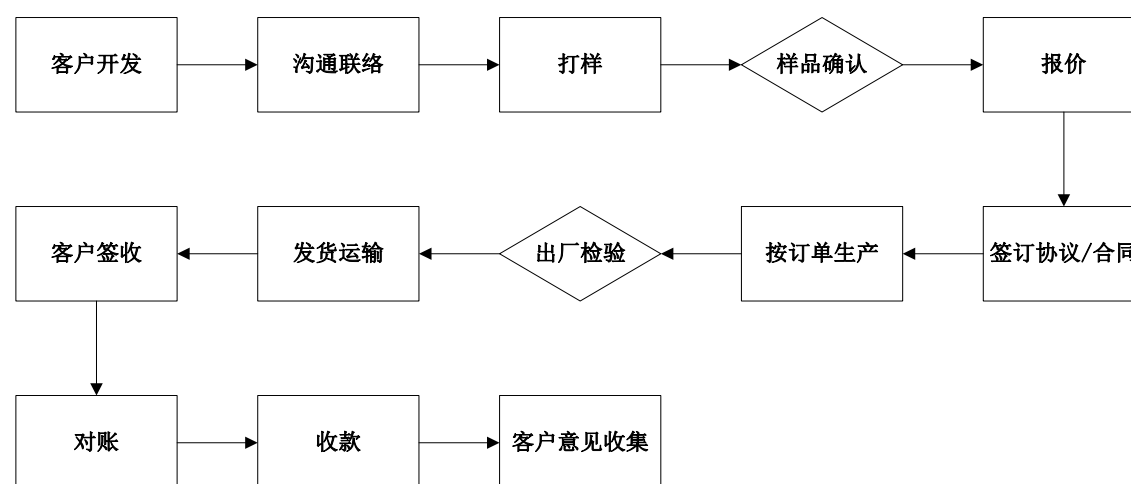 客户开发
沟通联络
打样
样品确认
报价
签订协议/合同
按订单生产
出厂检验
发货运输
客户签收
对账
收款
客户意见收集